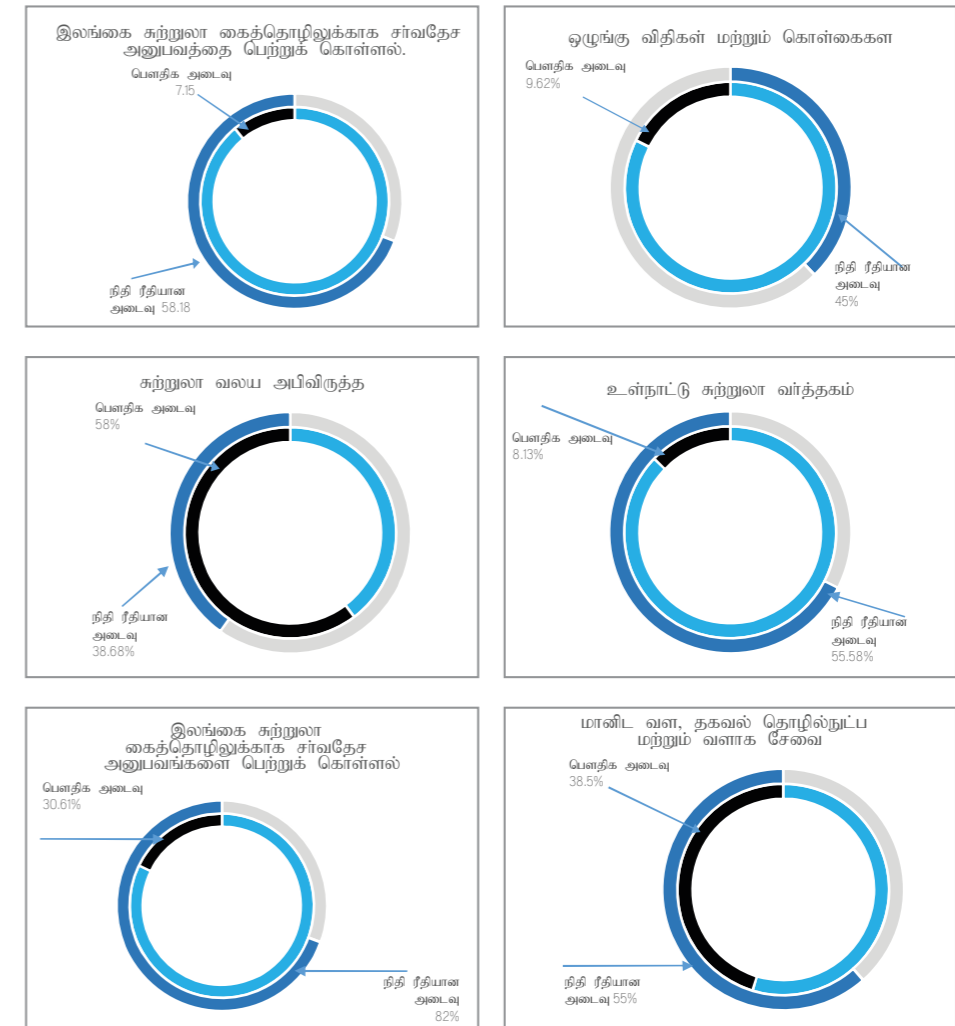 இலங்கை சுற்றுலா கைத்தொழிலுக்காக சர்வதேச
அனுபவத்தை பெற்றுக் கொள்ளல்.
பௌதிக அடைவு
7.15
நிதி ரீதியான
அடைவு 58.18
ஒழுங்கு விதிகள் மற்றும் கொள்கைகள
பௌதிக அடைவு
9.62%
நிதி ரீதியான
அடைவு
45%
சுற்றுலா வலய அபிவிருத்த
பௌதிக அடைவு
58%
நிதி ரீதியான
அடைவு
38.68%
உள்நாட்டு சுற்றுலா வர்த்தகம்
பௌதிக அடைவு
8.13%
நிதி ரீதியான
அடைவு
55.58%
இலங்கை சுற்றுலா
கைத்தொழிலுக்காக சர்வதேச
அனுபவங்களை பெற்றுக் கொள்ளல்
பௌதிக அடைவு
30.61%
நிதி ரீதியான
அடைவு
82%
மானிட வள, தகவல் தொழில்நுட்ப
மற்றும் வளாக சேவை
பௌதிக அடைவு
38.5%
நிதி ரீதியான
அடைவு 55%